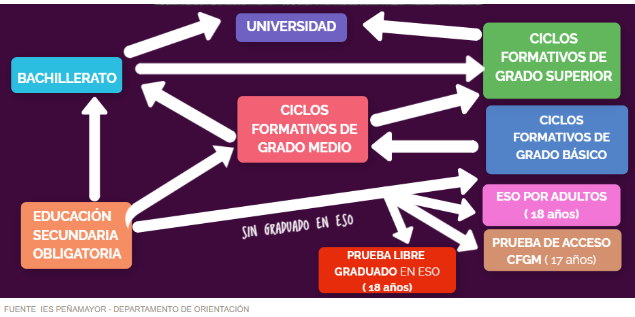 UNIVERSIDAD
CICLOS
FORMATIVOS DE
GRADO SUPERIOR
BACHILLERATO
CICLOS
FORMATIVOS DE
GRADO MEDIO
CICLOS
FORMATIVOS DE
GRADO BÁSICO
EDUCACIÓN
SECUNDARIA
OBLIGATORIA
SIN GRADUADO EN ESO
ESO POR ADULTOS
( 18 años)
PRUEBA DE ACCESO
CFGM ( 17 años)
PRUEBA LIBRE
GRADUADO EN ESO
( 18 años)
FUENTE IES PEÑAMAYOR - DEPARTAMENTO DE ORIENTACIÓN